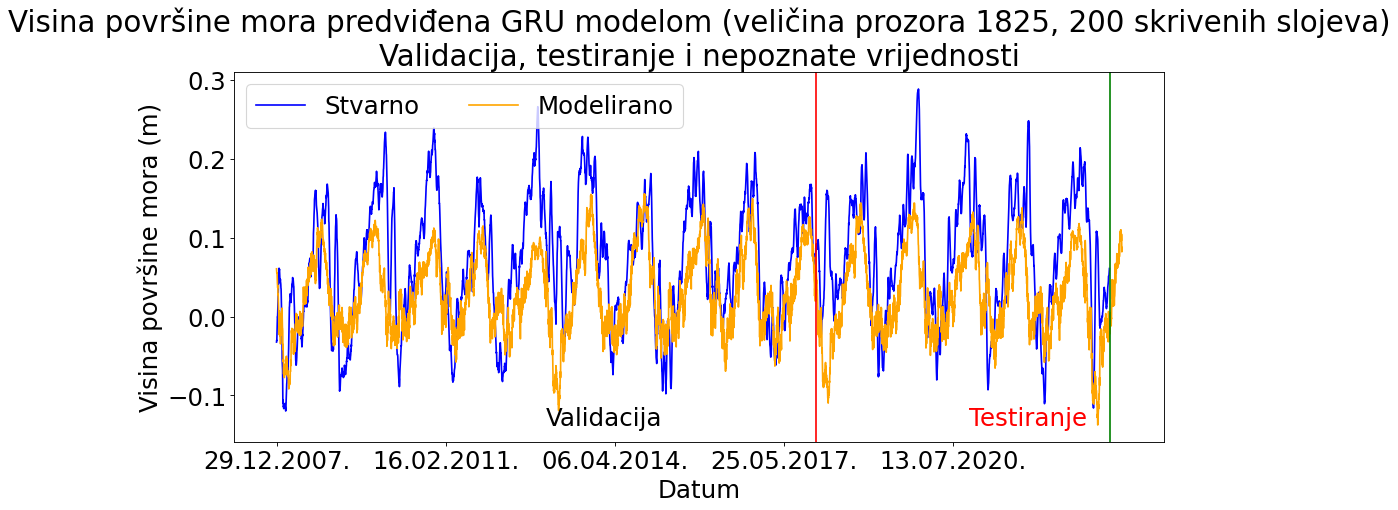 Visina površine mora predviđena GRU modelom (veličina prozora 1825, 200 skrivenih slojeva)
Validacija, testiranje i nepoznate vrijednosti
Stvarno Modelirano
Visina površine mora (m)
0.3
0.2
0.1
0.0
−0.1
Validacija
Testiranje
29.12.2007. 16.02.2011. 06.04.2014. 25.05.2017. 13.07.2020.
Datum